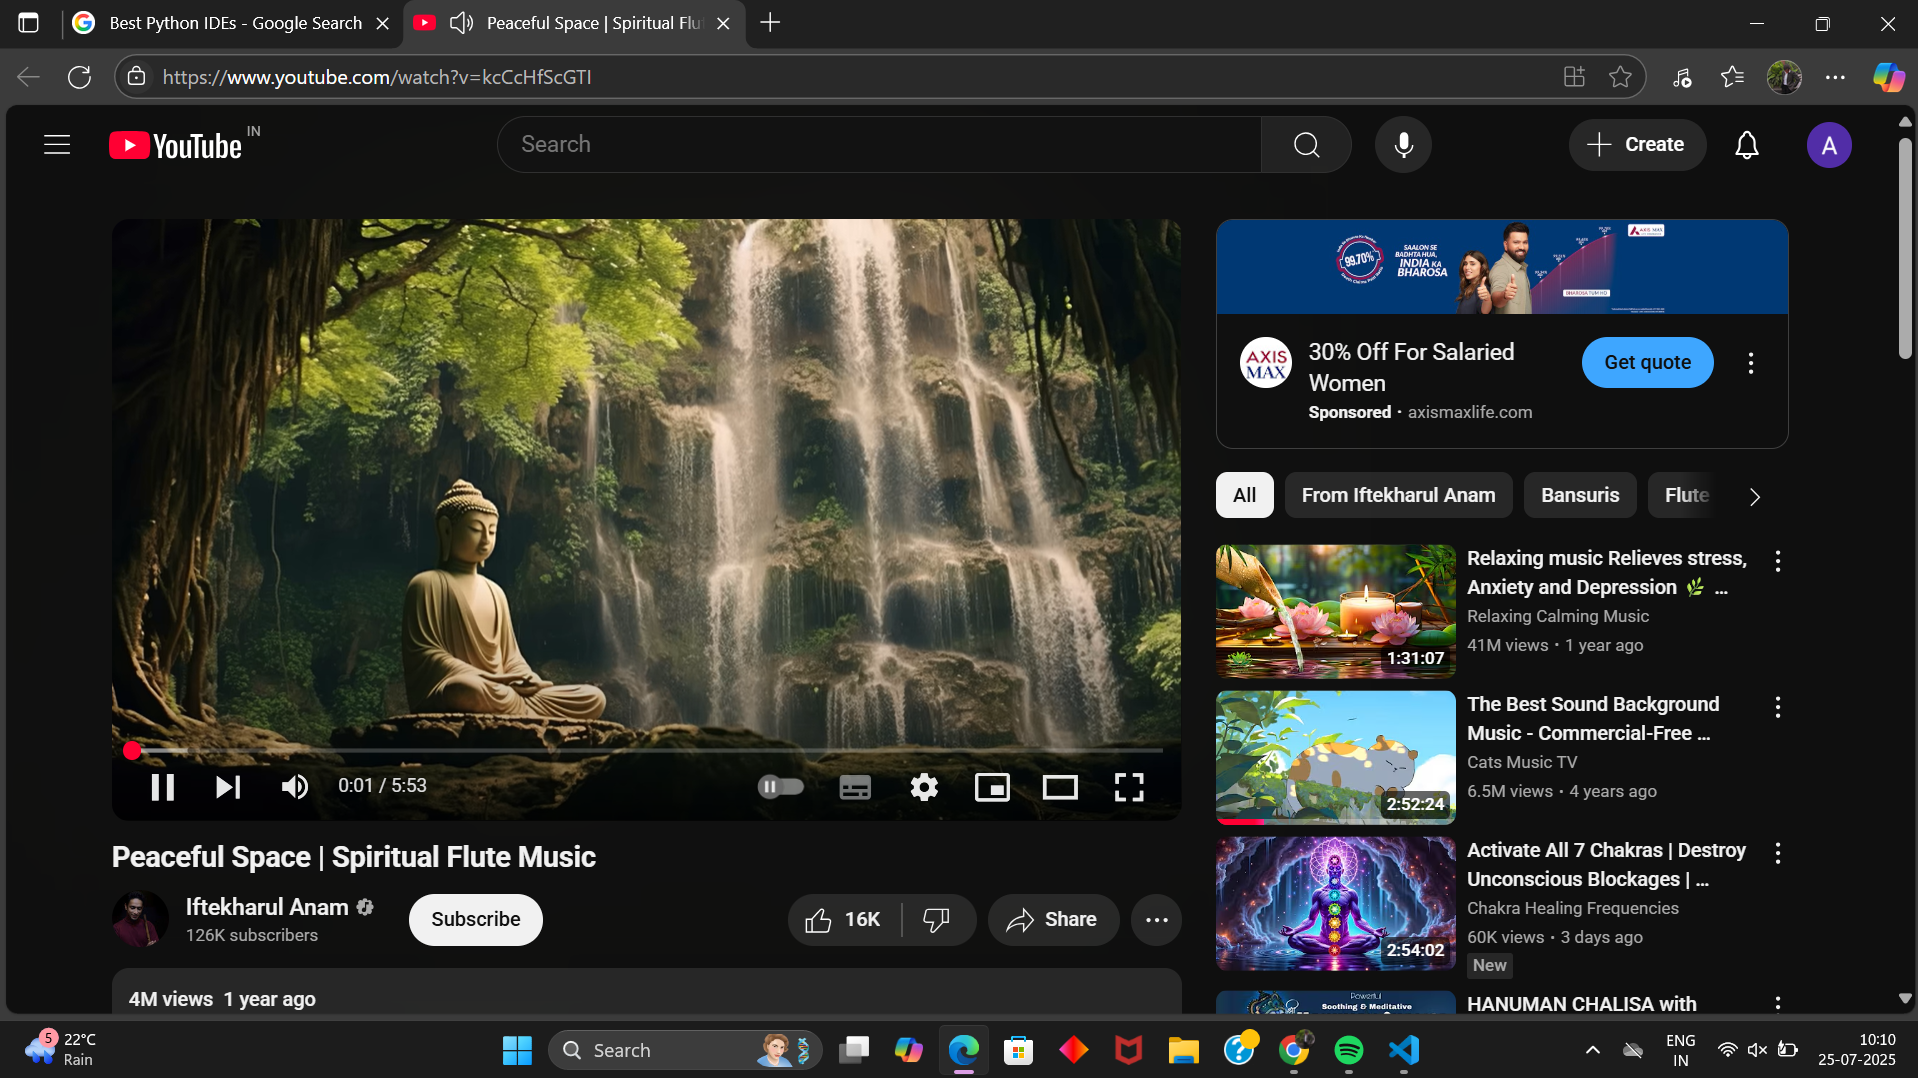 Best Python IDEs - Google Search
Peaceful Space | Spiritual Flu
https://www.youtube.com/watch?v=kcCcHfScGTI
YouTube IN
Search
Create
A
99.70%
SAALON SE
BADHTA HUA,
INDIA KA
BHAROSA
AXIS MAX
BHAROSA TUM HO
AXIS
MAX
30% Off For Salaried
Women
Sponsored · axismaxlife.com
Get quote
All
From Iftekharul Anam
Bansuris
Flute
0:01 / 5:53
Peaceful Space | Spiritual Flute Music
Iftekharul Anam
126K subscribers
Subscribe
16K
Share
4M views 1 year ago
1:31:07
Relaxing music Relieves stress,
Anxiety and Depression 🌿 ...
Relaxing Calming Music
41M views · 1 year ago
2:52:24
The Best Sound Background
Music - Commercial-Free ...
Cats Music TV
6.5M views · 4 years ago
2:54:02
Activate All 7 Chakras | Destroy
Unconscious Blockages | ...
Chakra Healing Frequencies
60K views · 3 days ago
New
Powerful
Soothing & Meditative
HANUMAN CHALISA with
5
22°C
Rain
Search
ENG
IN
10:10
25-07-2025